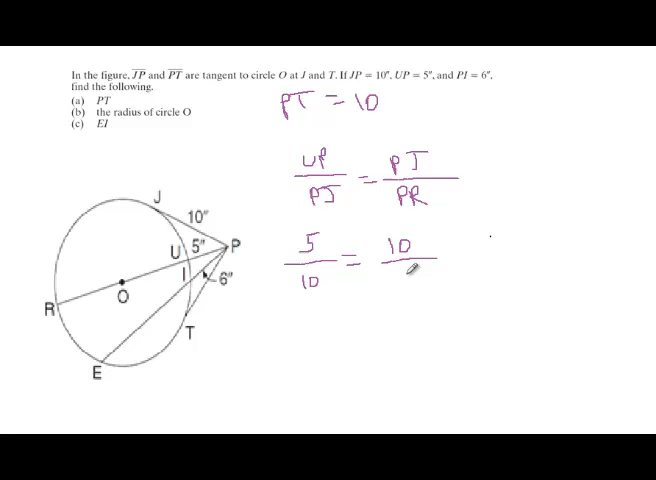 In the figure, JP and PT are tangent to circle O at J and T. If JP = 10", UP = 5", and PI = 6",
find the following.
(a) PT
(b) the radius of circle O
(c) EI
PT = 10
UP / PJ = PJ / PR
5 / 10 = 10 /
J
10"
U 5" P
I 6"
O
R
T
E